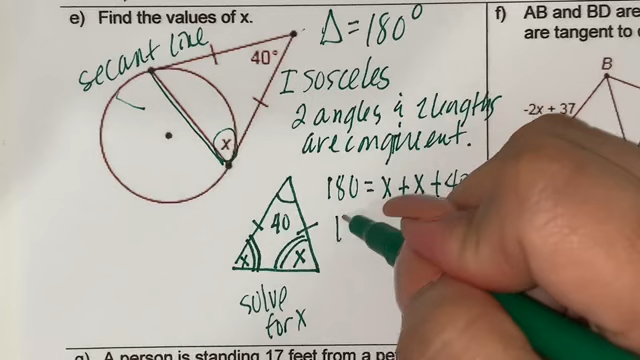 e) Find the values of x.
f) AB and BD are
are tangent to
secant line
Δ=180°
40°
Isosceles
2 angles & 2 lengths
are congruent.
B
-2x + 37
x
180 = x + x + 40
40
x
x
solve
for x
g) A person is standing 17 feet from a